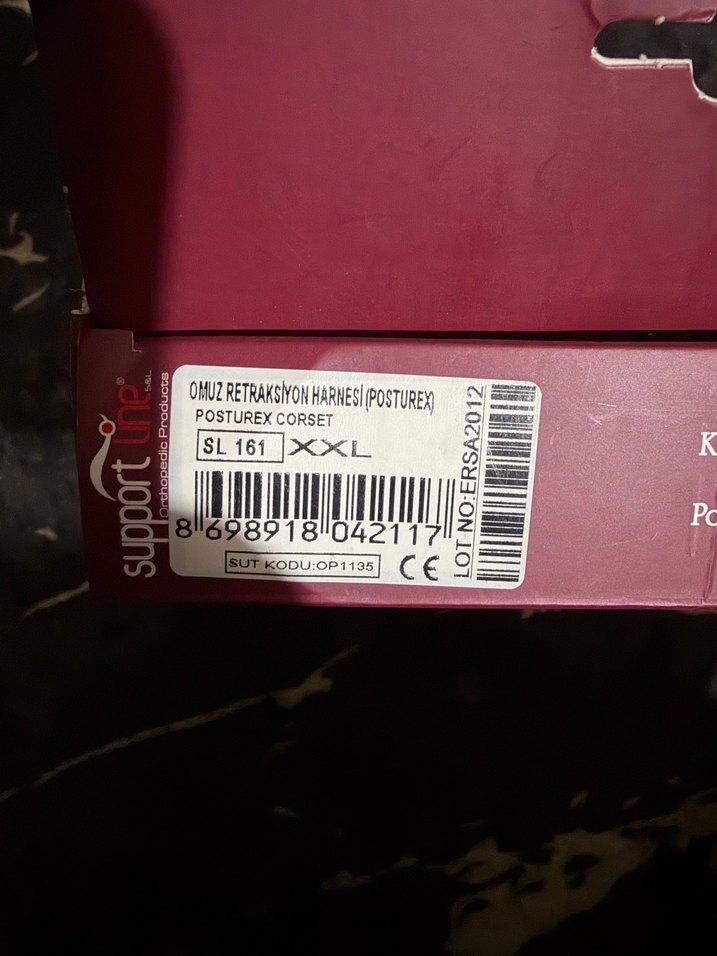 support line®
S&L
Orthopedic Products
OMUZ RETRAKSİYON HARNESİ (POSTUREX)
POSTUREX CORSET
SL 161 XXL
8 698918 042117
SUT KODU:OP1135
CE
LOT NO:ERSA2012
K
Po